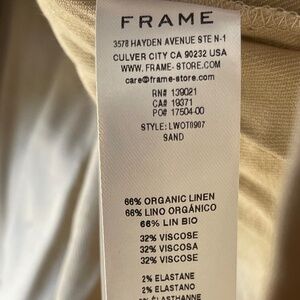 FRAME
3578 HAYDEN AVENUE STE N-1
CULVER CITY CA 90232 USA
WWW.FRAME-STORE.COM
care@frame-store.com
RN# 139021
CA# 19371
PO# 17504-00
STYLE: LWOT0907
SAND
66% ORGANIC LINEN
66% LINO ORGÁNICO
66% LIN BIO
32% VISCOSE
32% VISCOSA
32% VISCOSE
2% ELASTANE
2% ELASTANO
2% ÉLASTHANNE